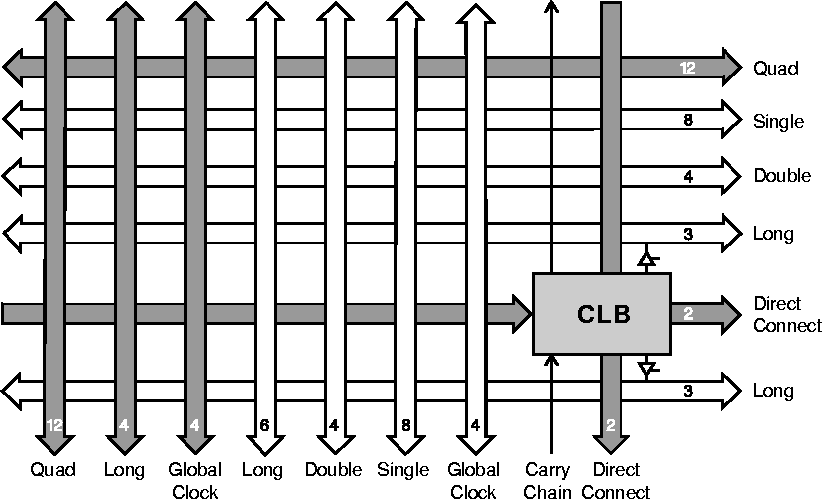 12 Quad
8 Single
4 Double
3 Long
CLB 2 Direct
Connect
3 Long
12 4 4 6 4 8 4 2
Quad Long Global Long Double Single Global Carry Direct
Clock Clock Chain Connect